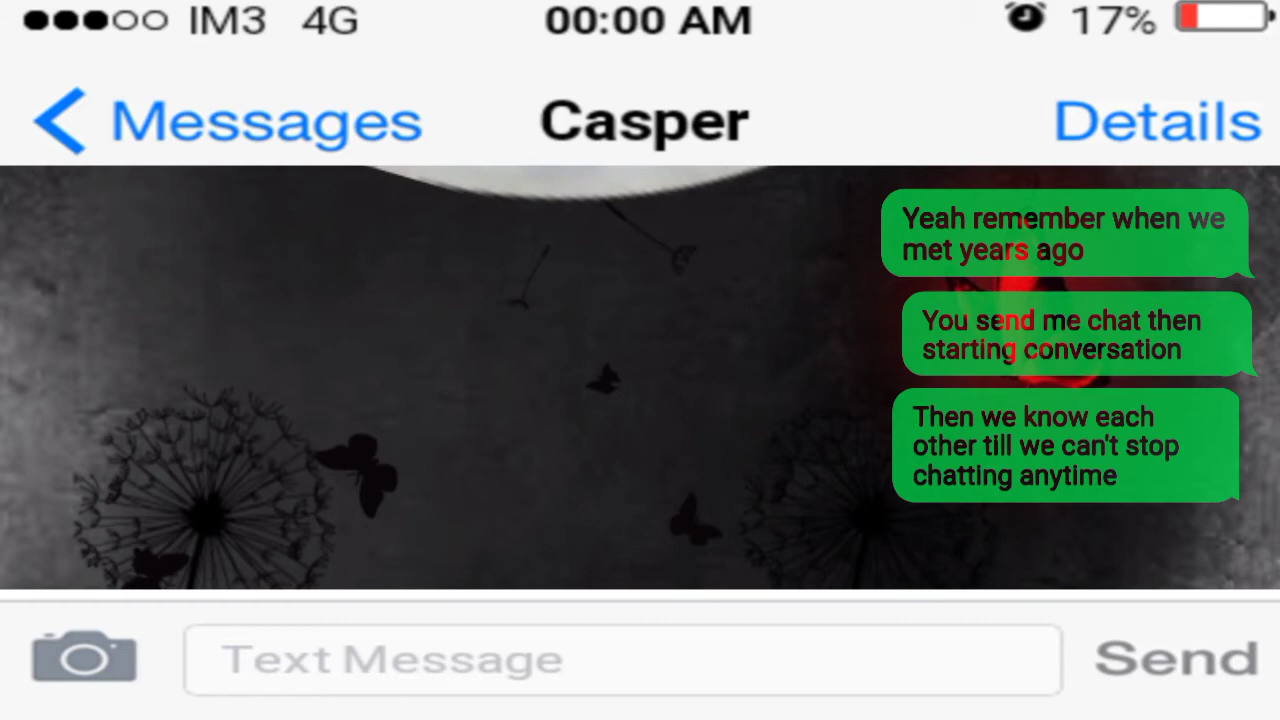 IM3 4G 00:00 AM 17%
Messages Casper Details
Yeah remember when we
met years ago
You send me chat then
starting conversation
Then we know each
other till we can't stop
chatting anytime
Text Message Send